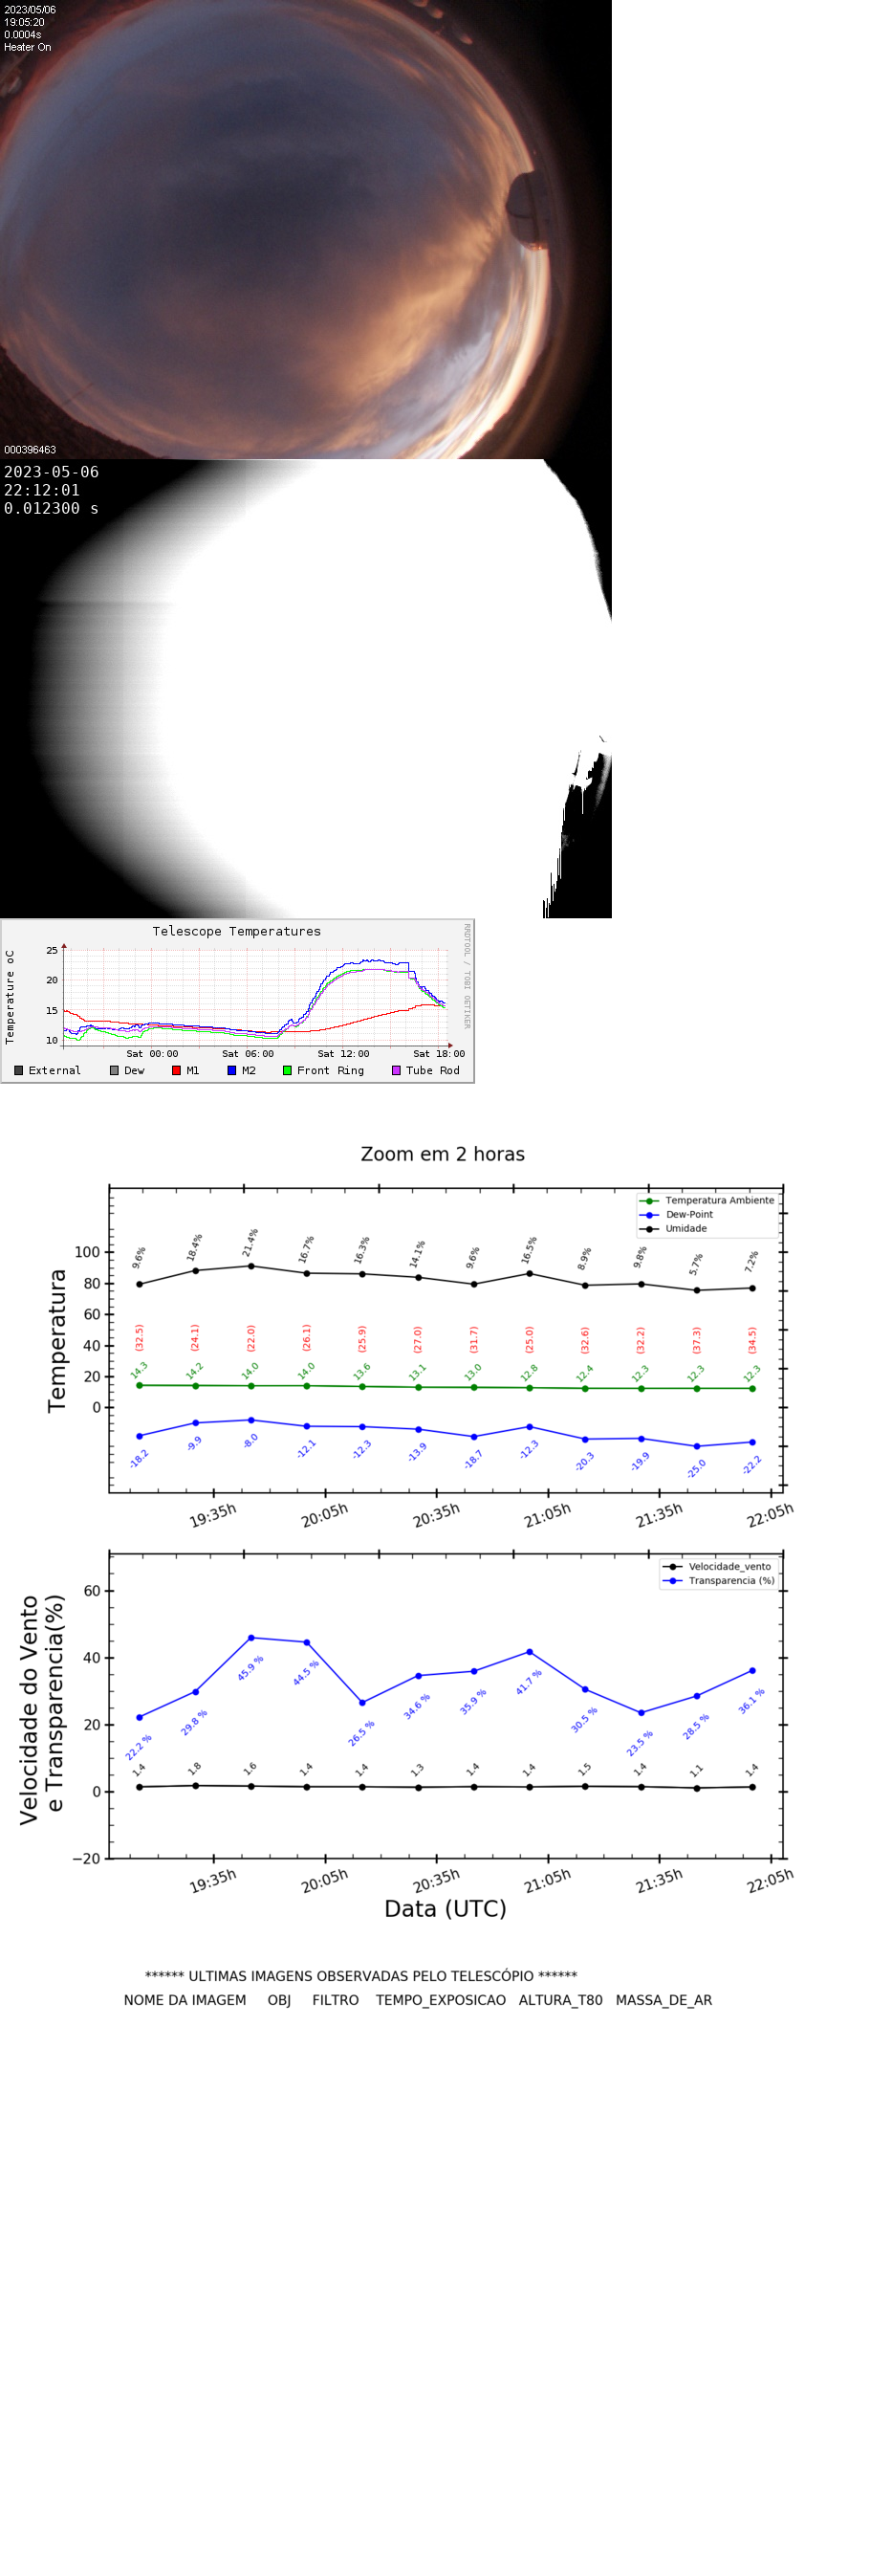 2023/05/06
19:05:20
0.0004s
Heater On
000396463
2023-05-06
22:12:01
0.012300 s
Telescope Temperatures
RRDTOOL / TOBI OETIKER
Temperature oC
25
20
15
10
Sat 00:00 Sat 06:00 Sat 12:00 Sat 18:00
External Dew M1 M2 Front Ring Tube Rod
Zoom em 2 horas
Temperatura Ambiente
Dew-Point
Umidade
Temperatura
100
80
60
40
20
0
9.6% 18.4% 21.4% 16.7% 16.3% 14.1% 9.6% 16.5% 8.9% 9.8% 5.7% 7.2%
(32.5) (24.1) (22.0) (26.1) (25.9) (27.0) (31.7) (25.0) (32.6) (32.2) (37.3) (34.5)
14.3 14.2 14.0 14.0 13.6 13.1 13.0 12.8 12.4 12.3 12.3 12.3
-18.2 -9.9 -8.0 -12.1 -12.3 -13.9 -18.7 -12.3 -20.3 -19.9 -25.0 -22.2
19:35h 20:05h 20:35h 21:05h 21:35h 22:05h
Velocidade_vento
Transparencia (%)
Velocidade do Vento
e Transparencia(%)
60
40
20
0
−20
22.2 % 29.8 % 45.9 % 44.5 % 26.5 % 34.6 % 35.9 % 41.7 % 30.5 % 23.5 % 28.5 % 36.1 %
1.4 1.8 1.6 1.4 1.4 1.3 1.4 1.4 1.5 1.4 1.1 1.4
19:35h 20:05h 20:35h 21:05h 21:35h 22:05h
Data (UTC)
****** ULTIMAS IMAGENS OBSERVADAS PELO TELESCÓPIO ******
NOME DA IMAGEM OBJ FILTRO TEMPO_EXPOSICAO ALTURA_T80 MASSA_DE_AR